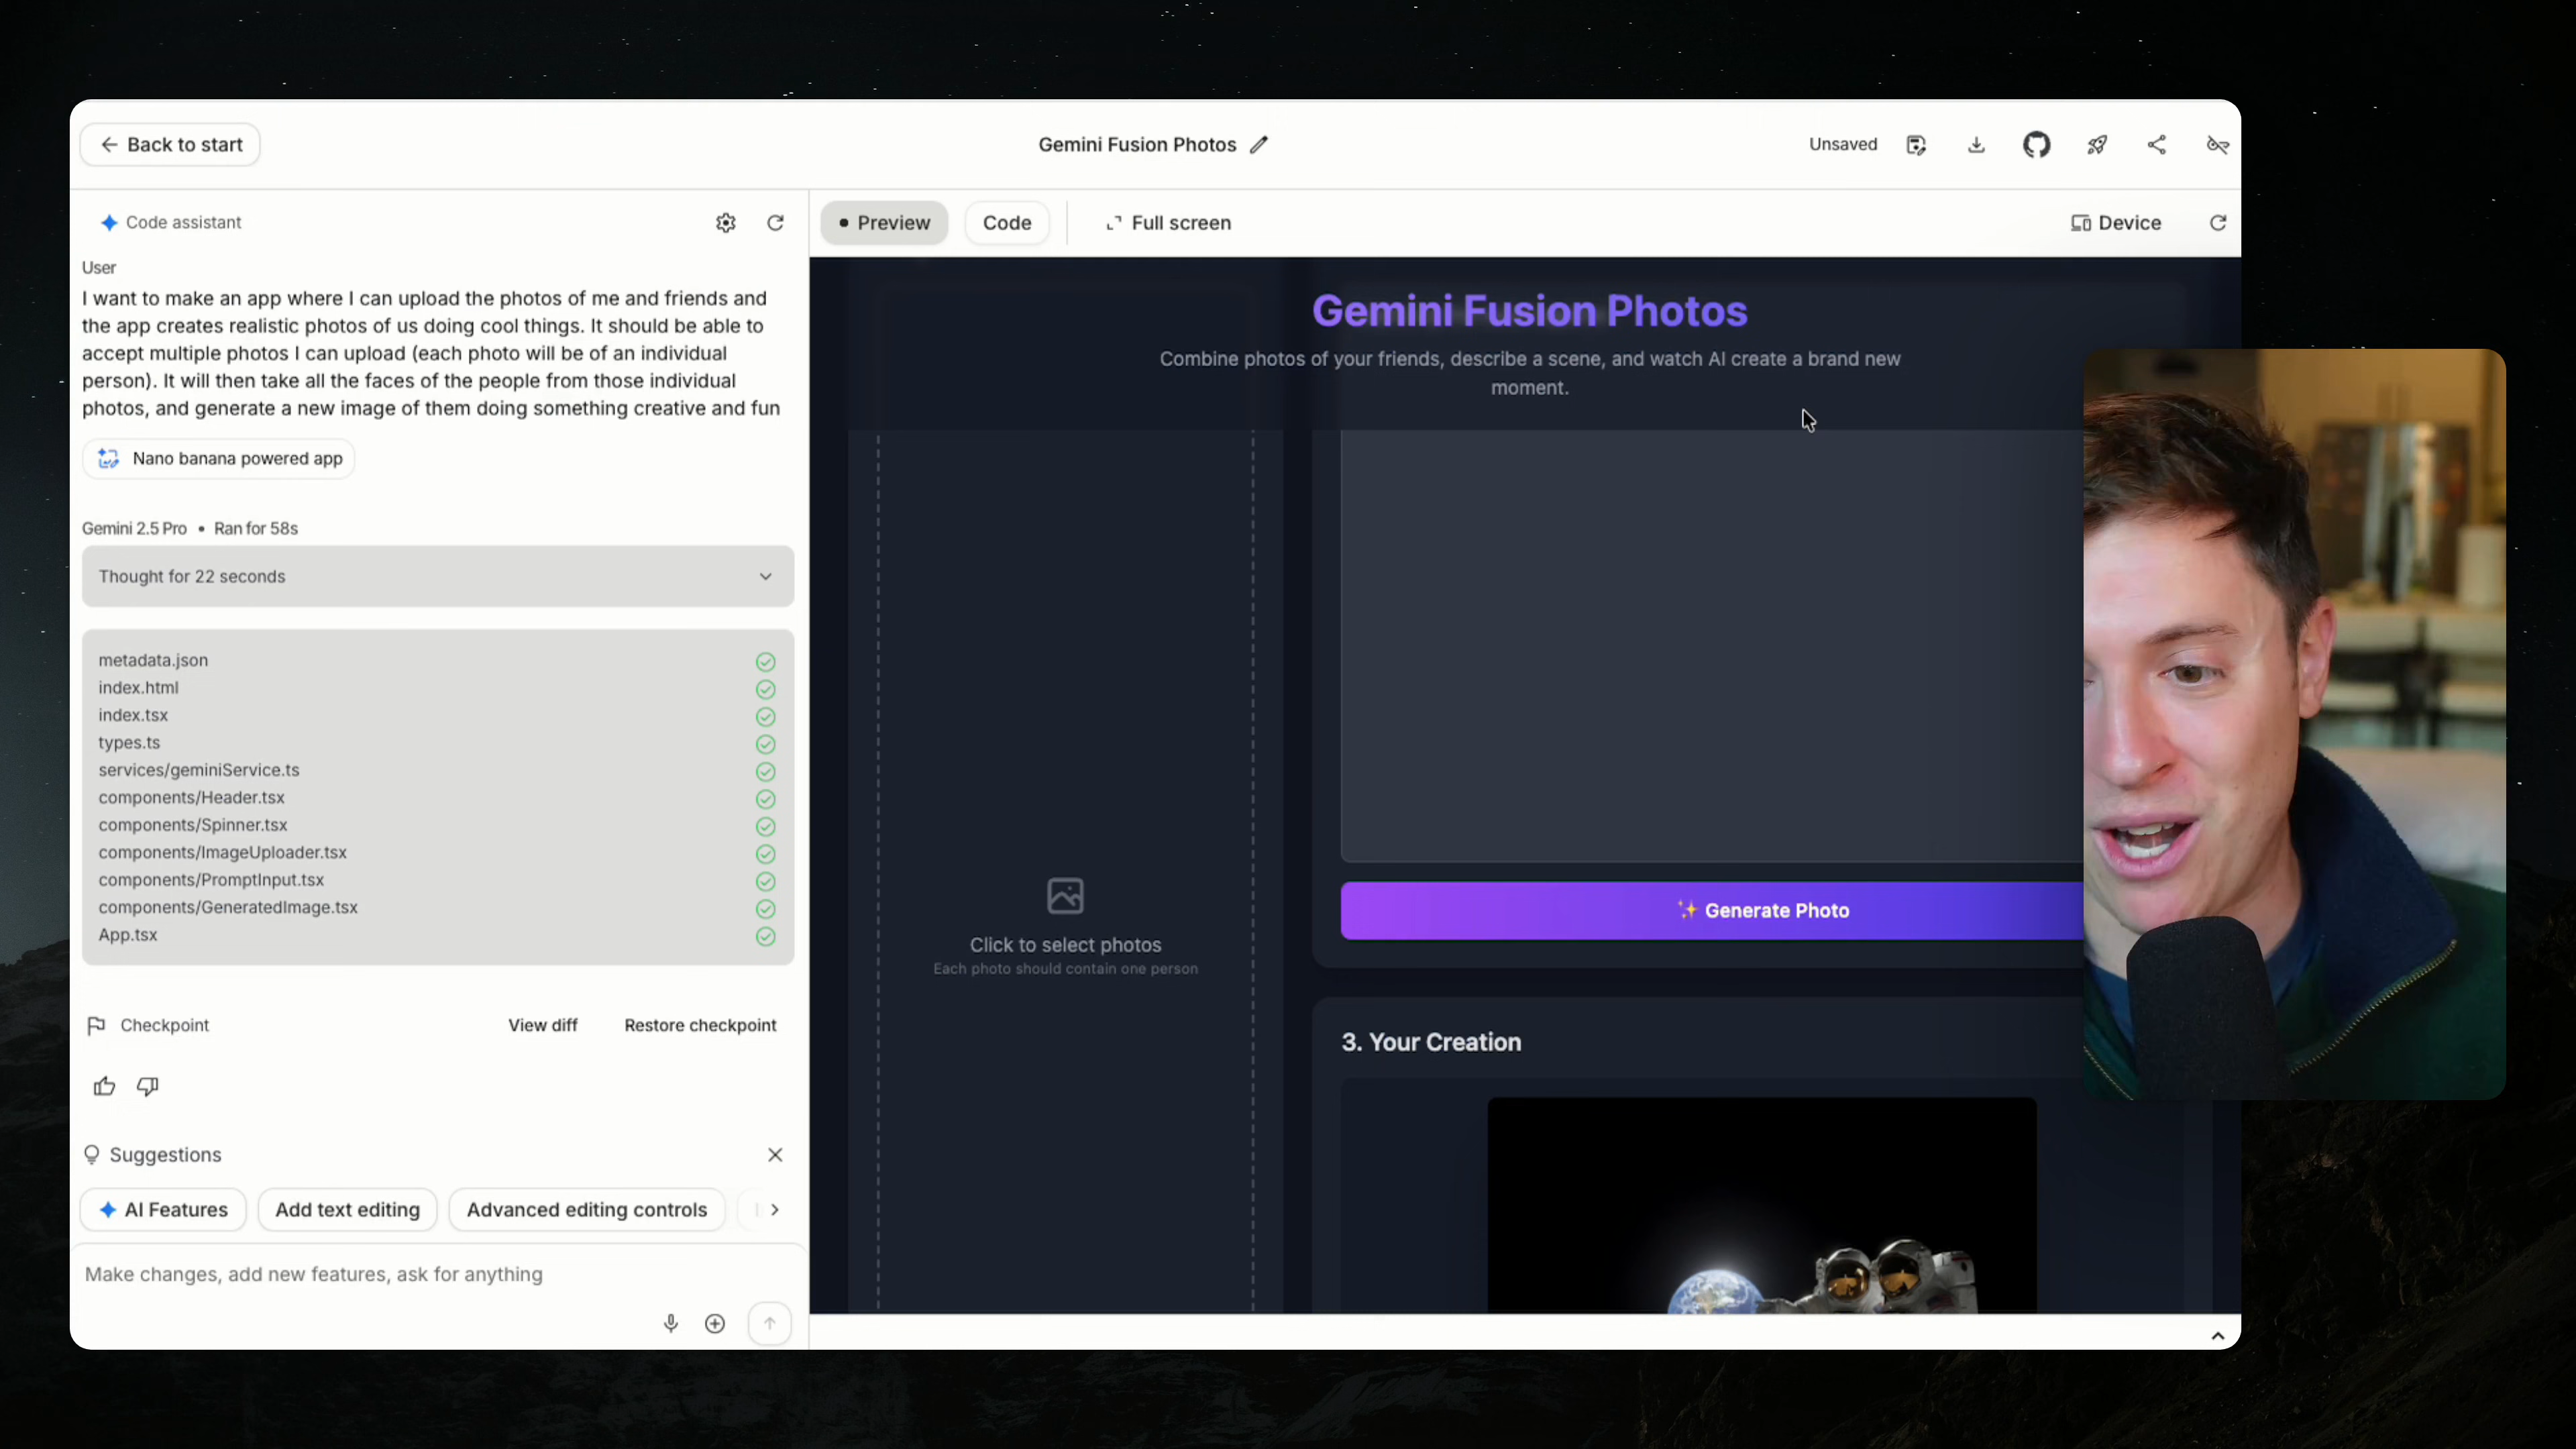 Back to start
Gemini Fusion Photos
Unsaved
Code assistant
Preview
Code
Full screen
Device
User
I want to make an app where I can upload the photos of me and friends and
the app creates realistic photos of us doing cool things. It should be able to
accept multiple photos I can upload (each photo will be of an individual
person). It will then take all the faces of the people from those individual
photos, and generate a new image of them doing something creative and fun
Nano banana powered app
Gemini 2.5 Pro • Ran for 58s
Thought for 22 seconds
metadata.json
index.html
index.tsx
types.ts
services/geminiService.ts
components/Header.tsx
components/Spinner.tsx
components/ImageUploader.tsx
components/PromptInput.tsx
components/GeneratedImage.tsx
App.tsx
Checkpoint
View diff
Restore checkpoint
Suggestions
AI Features
Add text editing
Advanced editing controls
Make changes, add new features, ask for anything
Gemini Fusion Photos
Combine photos of your friends, describe a scene, and watch AI create a brand new
moment.
Click to select photos
Each photo should contain one person
✨ Generate Photo
3. Your Creation